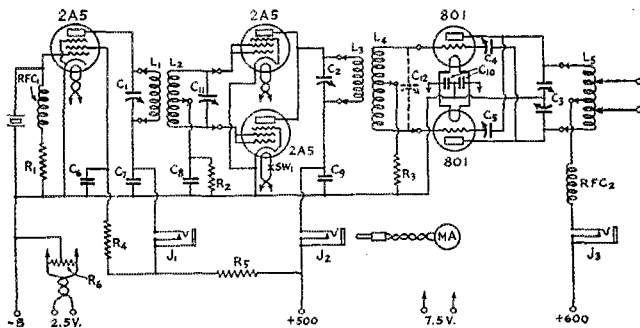 2A5
2A5
801
RFC1
C1
L1
L2
C11
C2
L3
L4
C12
C4
C10
C5
C3
L5
2A5
SW1
801
R1
C6
C7
C8
R2
C9
R3
RFC2
R4
J1
R5
J2
MA
J3
R6
-B
2.5V.
+500
7.5V.
+600